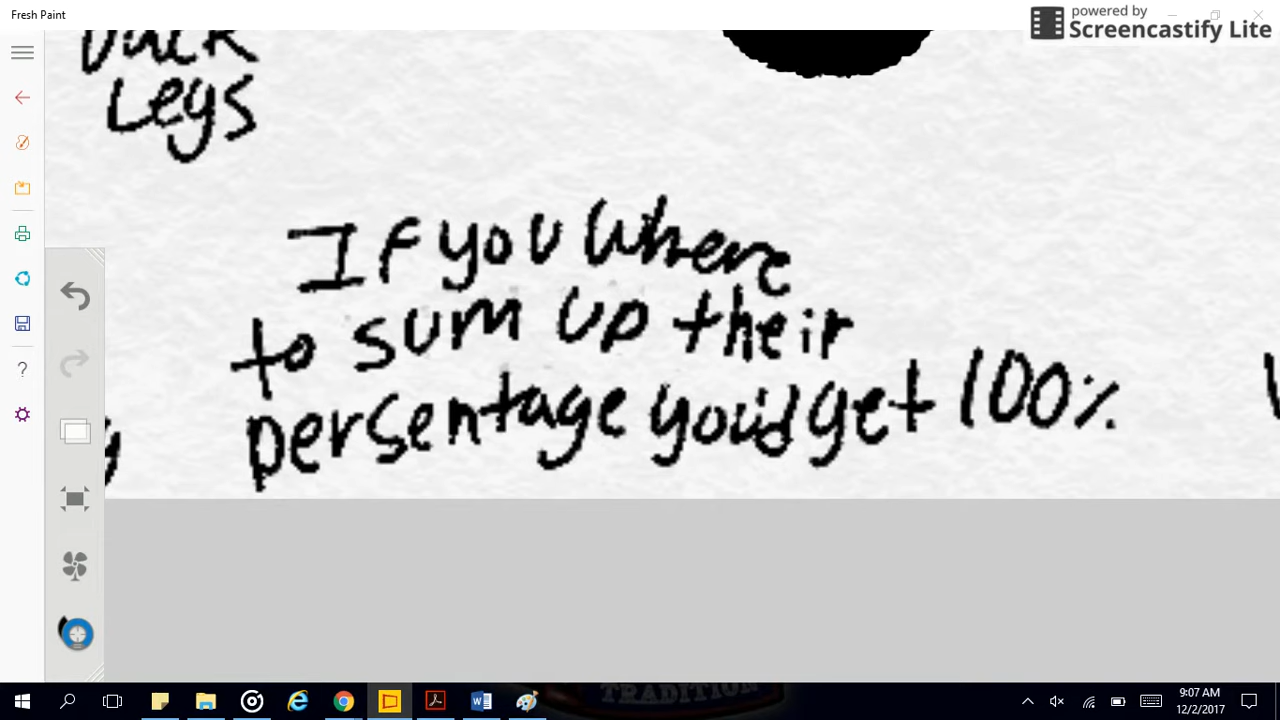 Fresh Paint
powered by
Screencastify Lite
Legs
If you where
to sum up their
persentage you'd get 100%
?
TRADITION
9:07 AM
12/2/2017